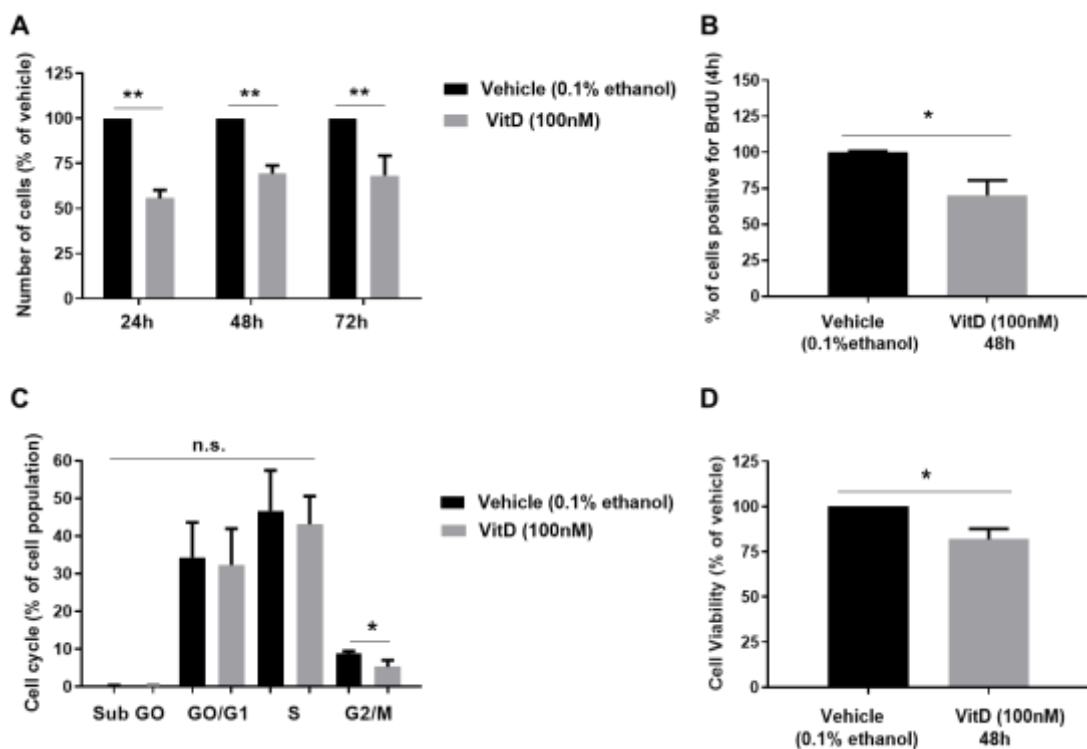 A
Number of cells (% of vehicle)
125
100
75
50
25
0
**
**
**
24h
48h
72h
Vehicle (0.1% ethanol)
VitD (100nM)
B
% of cells positive for BrdU (4h)
150
125
100
75
50
25
0
*
Vehicle
(0.1%ethanol)
VitD (100nM)
48h
C
Cell cycle (% of cell population)
60
50
40
30
20
10
0
n.s.
*
Sub GO
GO/G1
S
G2/M
Vehicle (0.1% ethanol)
VitD (100nM)
D
Cell Viability (% of vehicle)
125
100
75
50
25
0
*
Vehicle
(0.1% ethanol)
VitD (100nM)
48h